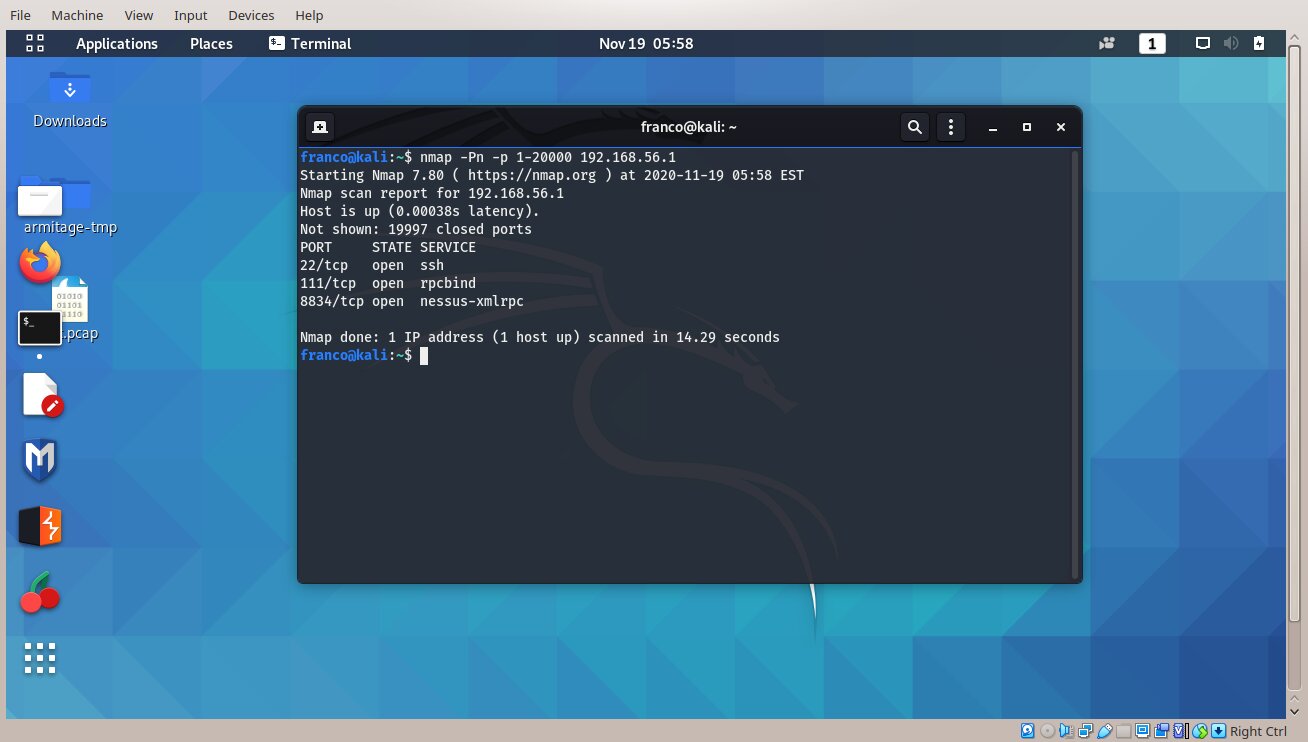 File Machine View Input Devices Help
Applications Places Terminal Nov 19 05:58 1
Downloads
armitage-tmp
.pcap
franco@kali: ~
franco@kali:~$ nmap -Pn -p 1-20000 192.168.56.1
Starting Nmap 7.80 ( https://nmap.org ) at 2020-11-19 05:58 EST
Nmap scan report for 192.168.56.1
Host is up (0.00038s latency).
Not shown: 19997 closed ports
PORT     STATE SERVICE
22/tcp   open  ssh
111/tcp  open  rpcbind
8834/tcp open  nessus-xmlrpc
Nmap done: 1 IP address (1 host up) scanned in 14.29 seconds
franco@kali:~$
01010
01101
11110
$_
Right Ctrl